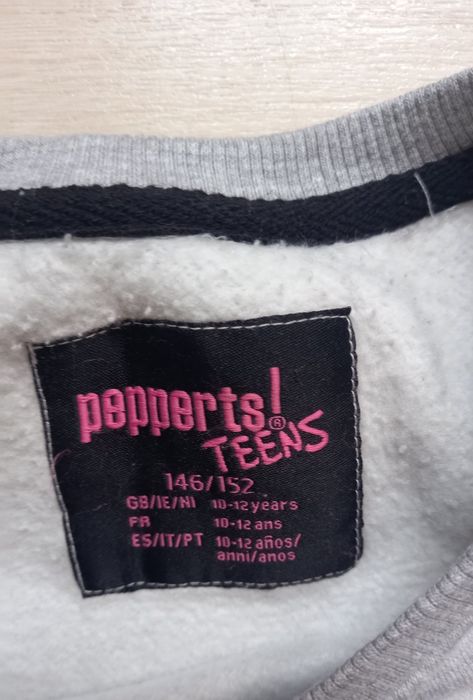 pepperts!®
TEENS
146/152
GB/IE/NI 10-12 years
FR 10-12 ans
ES/IT/PT 10-12 años/
anni/anos